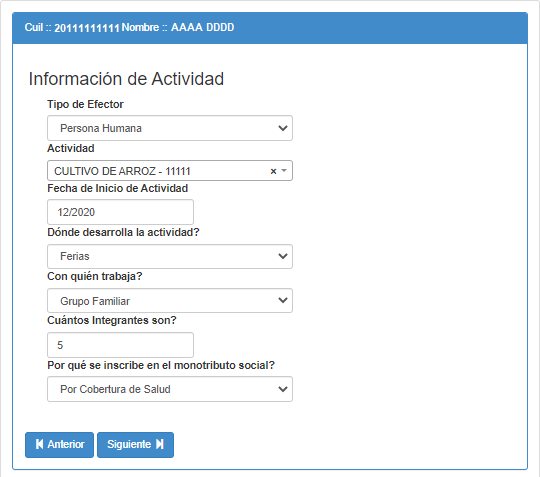 Cuil :: 20111111111 Nombre :: AAAA DDDD
Información de Actividad
Tipo de Efector
Persona Humana
Actividad
CULTIVO DE ARROZ - 11111 ×
Fecha de Inicio de Actividad
12/2020
Dónde desarrolla la actividad?
Ferias
Con quién trabaja?
Grupo Familiar
Cuántos Integrantes son?
5
Por qué se inscribe en el monotributo social?
Por Cobertura de Salud
Anterior Siguiente